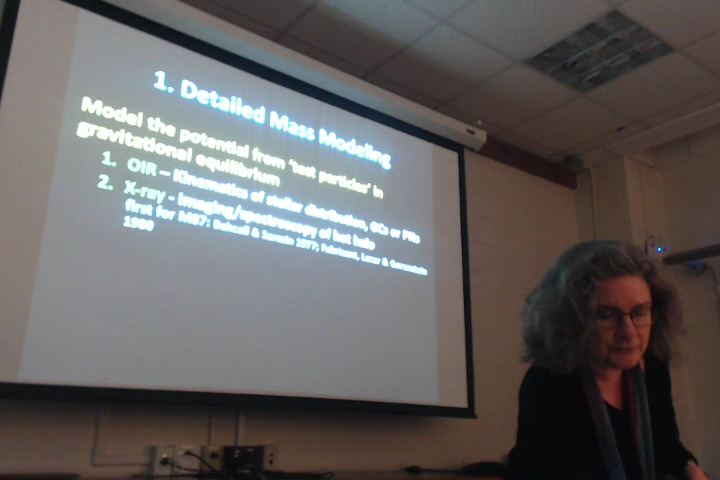 1. Detailed Mass Modeling
Model the potential from 'test particles' in
gravitational equilibrium
1. OIR – Kinematics of stellar distribution, GCs or PNs
2. X-ray - imaging/spectroscopy of hot halo
first for M87: Bahcall & Sarazin 1977; Fabricant, Lecar & Gorenstein
1980